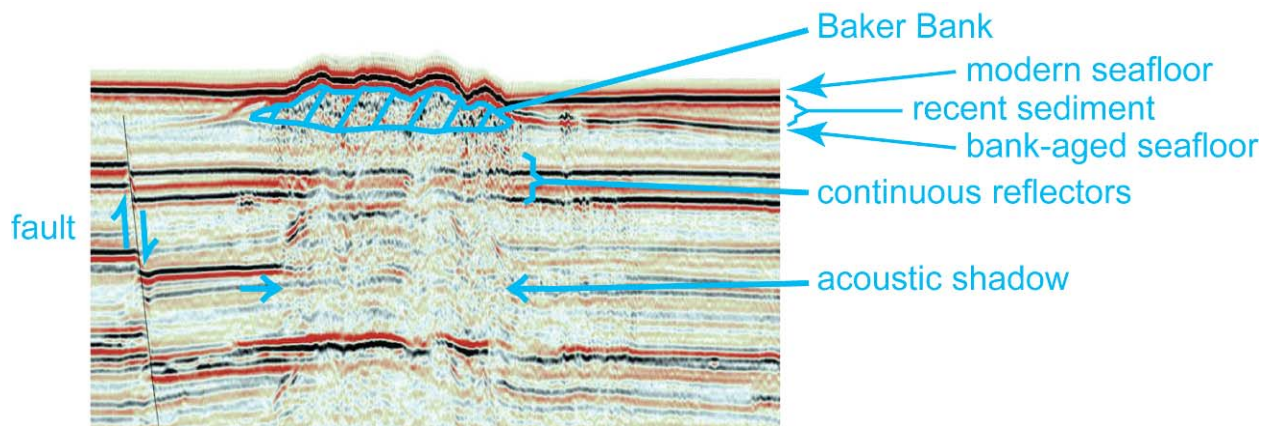 Baker Bank
modern seafloor
recent sediment
bank-aged seafloor
continuous reflectors
fault
acoustic shadow